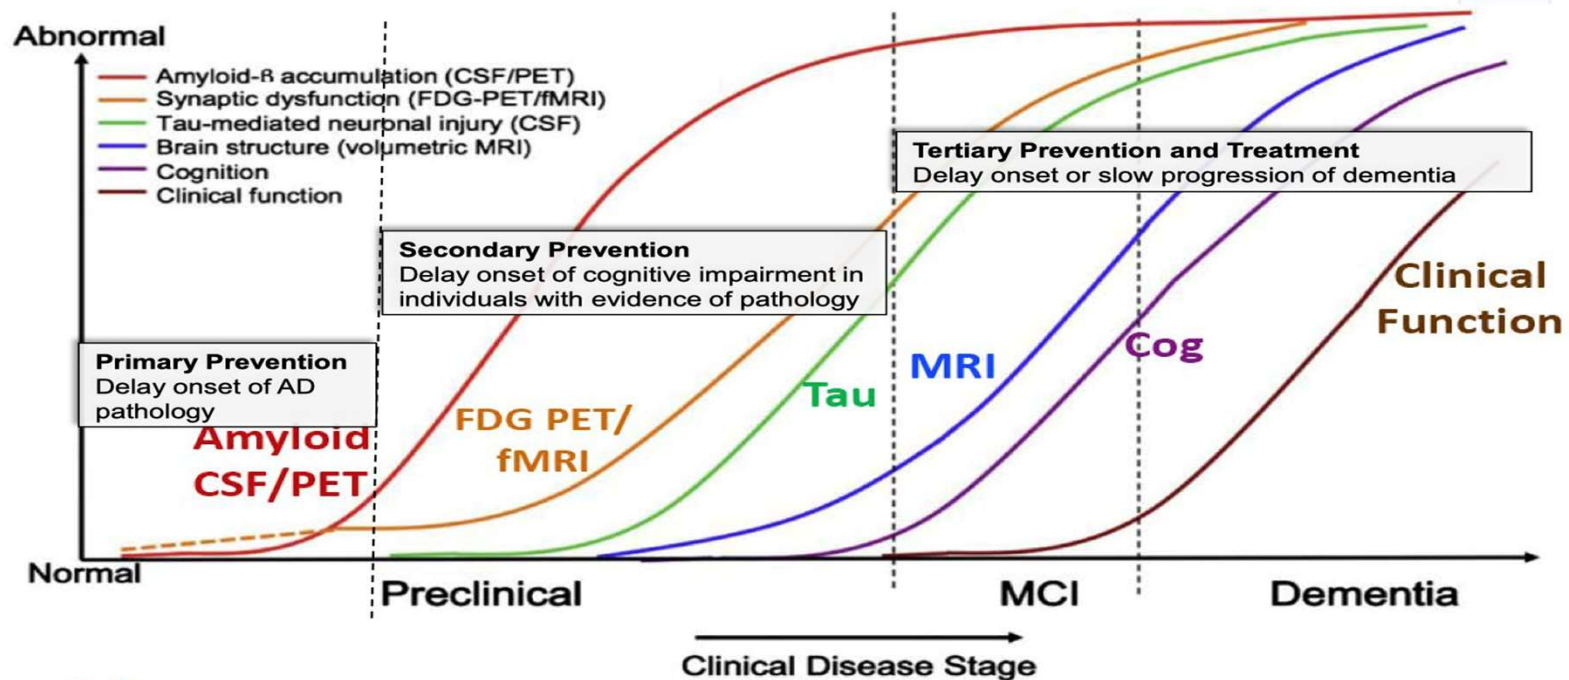 Abnormal
Amyloid-ß accumulation (CSF/PET)
Synaptic dysfunction (FDG-PET/fMRI)
Tau-mediated neuronal injury (CSF)
Brain structure (volumetric MRI)
Cognition
Clinical function
Tertiary Prevention and Treatment
Delay onset or slow progression of dementia
Secondary Prevention
Delay onset of cognitive impairment in
individuals with evidence of pathology
Primary Prevention
Delay onset of AD
pathology
Amyloid
CSF/PET
FDG PET/
fMRI
Tau
MRI
Cog
Clinical
Function
Normal
Preclinical
MCI
Dementia
Clinical Disease Stage